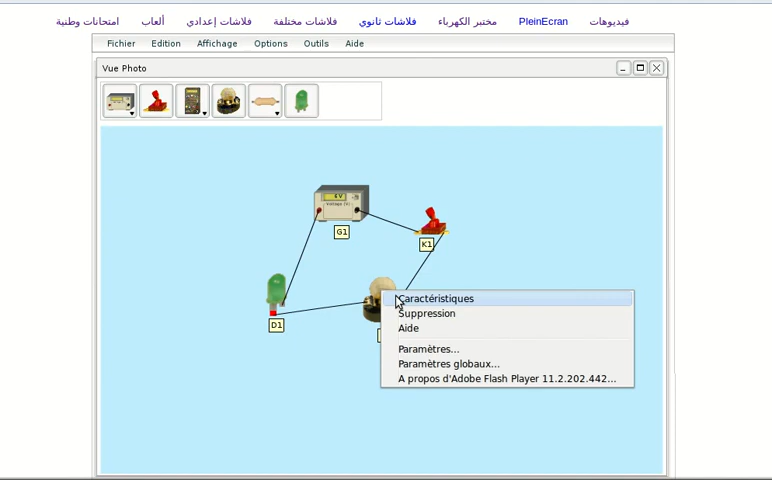 فيديوهات PleinEcran مختبر الكهرباء فلاشات ثانوي فلاشات مختلفة فلاشات إعدادي ألعاب امتحانات وطنية
Fichier Edition Affichage Options Outils Aide
Vue Photo
6 V
Voltage (V)
G1
K1
D1
Caractéristiques
Suppression
Aide
Paramètres...
Paramètres globaux...
A propos d'Adobe Flash Player 11.2.202.442...